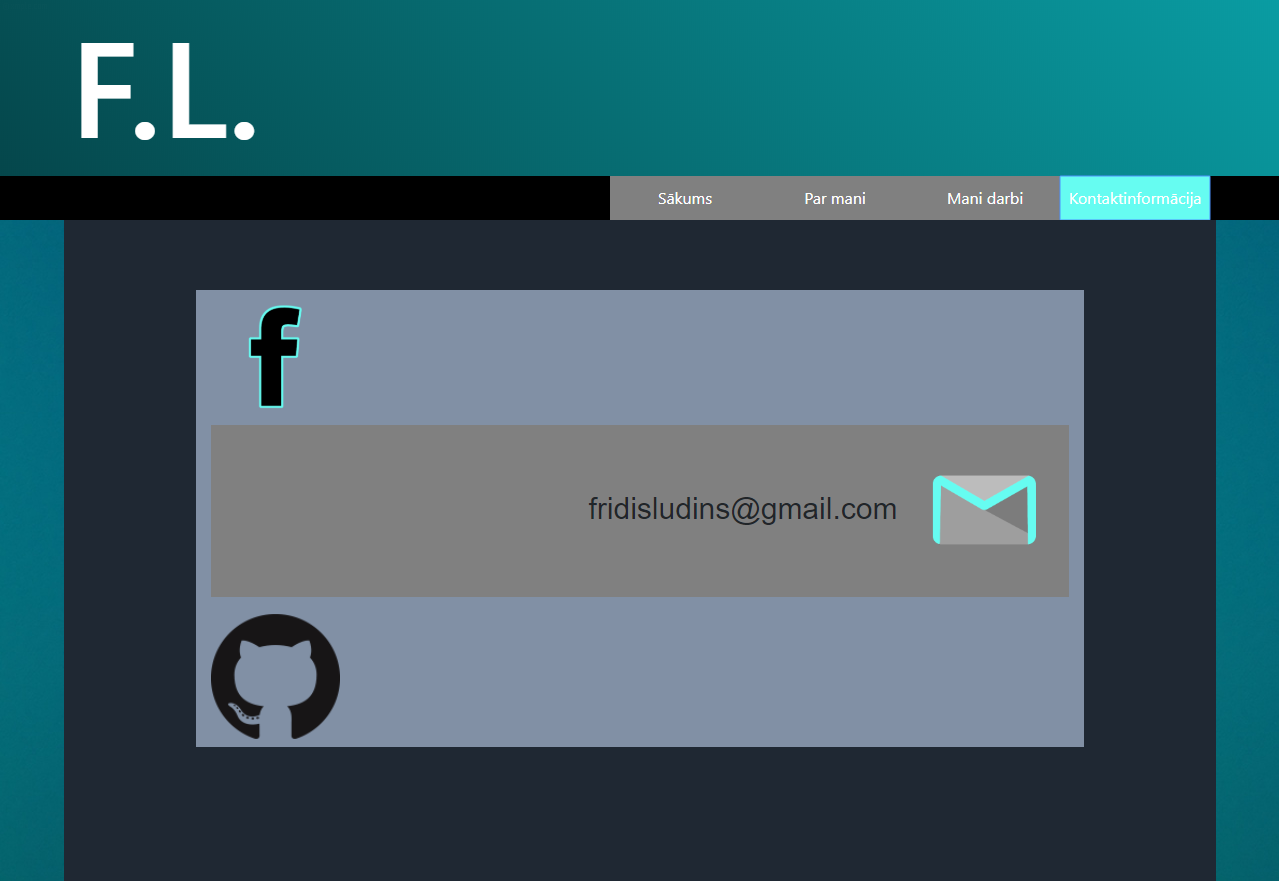 F.L.
Sākums Par mani Mani darbi Kontaktinformācija
f
fridisludins@gmail.com